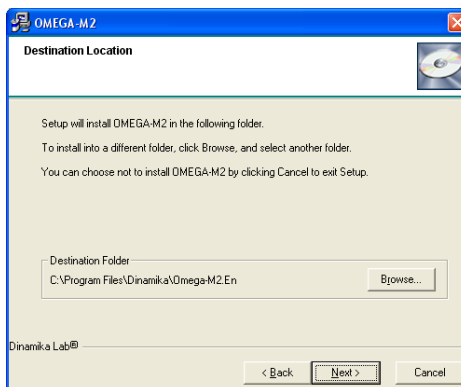 OMEGA-M2
Destination Location
Setup will install OMEGA-M2 in the following folder.
To install into a different folder, click Browse, and select another folder.
You can choose not to install OMEGA-M2 by clicking Cancel to exit Setup.
Destination Folder
C:\Program Files\Dinamika\Omega-M2.En
Browse...
Dinamika Lab®
< Back
Next >
Cancel